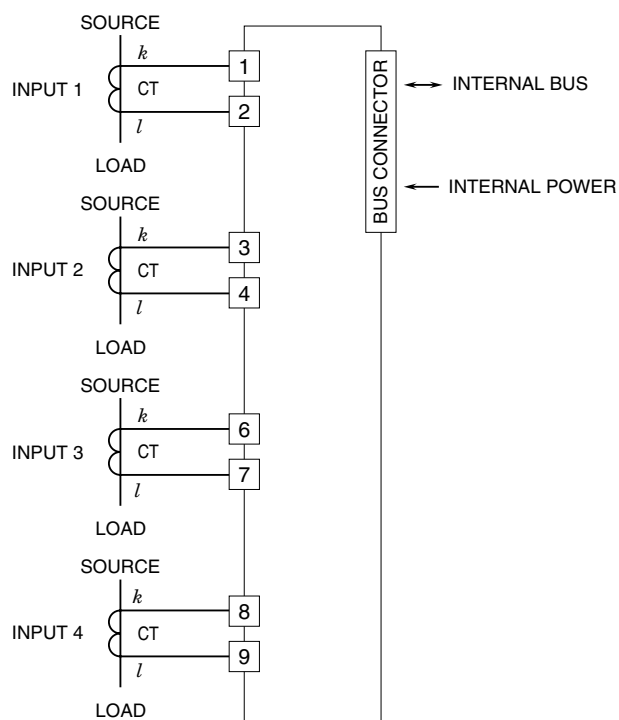 SOURCE
k
1
INPUT 1
CT
2
l
LOAD
BUS CONNECTOR
INTERNAL BUS
INTERNAL POWER
SOURCE
k
3
INPUT 2
CT
4
l
LOAD
SOURCE
k
6
INPUT 3
CT
7
l
LOAD
SOURCE
k
8
INPUT 4
CT
9
l
LOAD